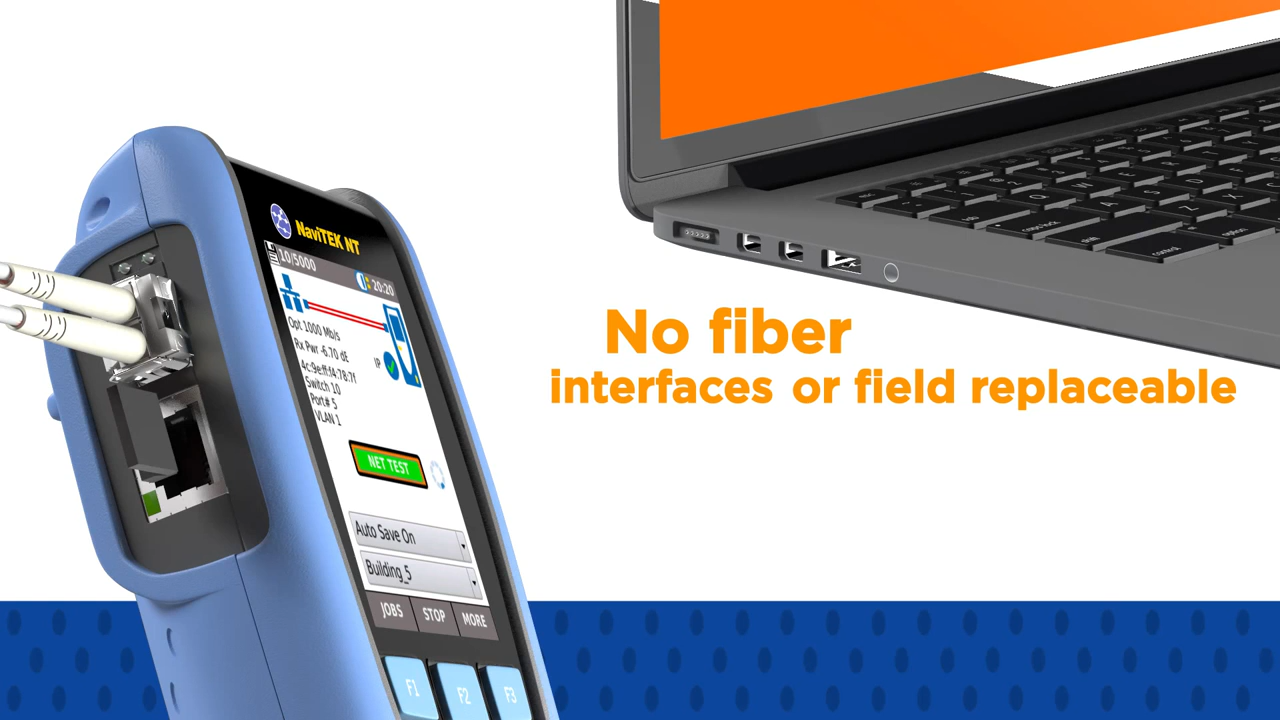 NaviTEK NT
10/5000
20:20
Opt 1000 Mb/s
Rx Pwr -6.70 dE
IP
4c:9e:ff:f4:78:7f
Switch 10
Port# 5
VLAN 1
NET TEST
Auto Save On
Building_5
JOBS STOP MORE
F1 F2 F3
No fiber
interfaces or field replaceable